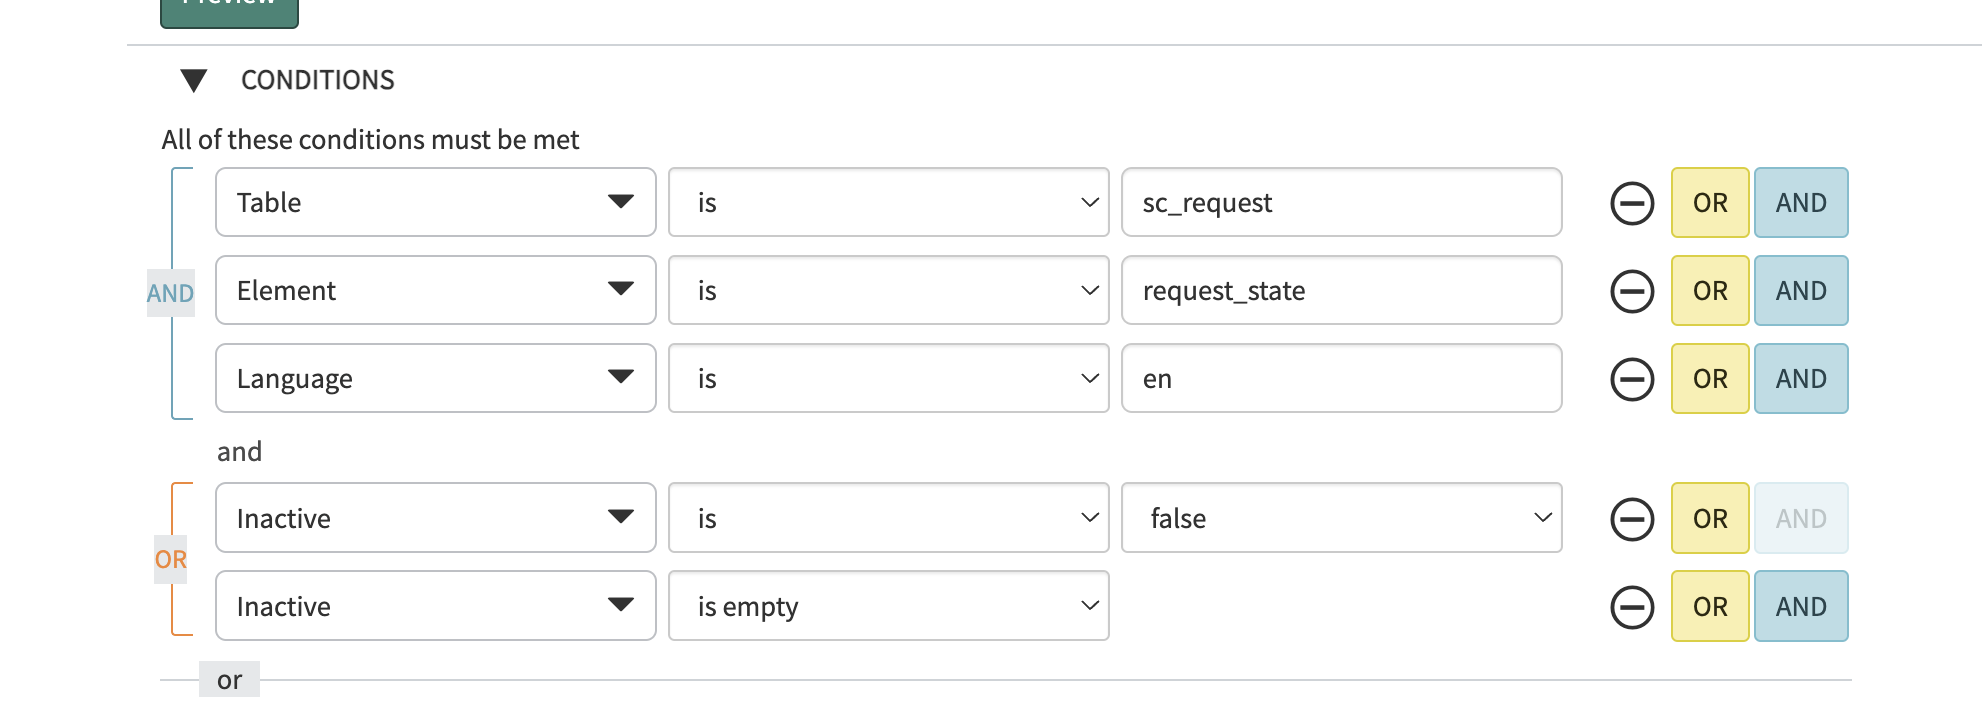 Preview
CONDITIONS
All of these conditions must be met
Table is sc_request OR AND
AND
Element is request_state OR AND
Language is en OR AND
and
Inactive is false OR AND
OR
Inactive is empty OR AND
or